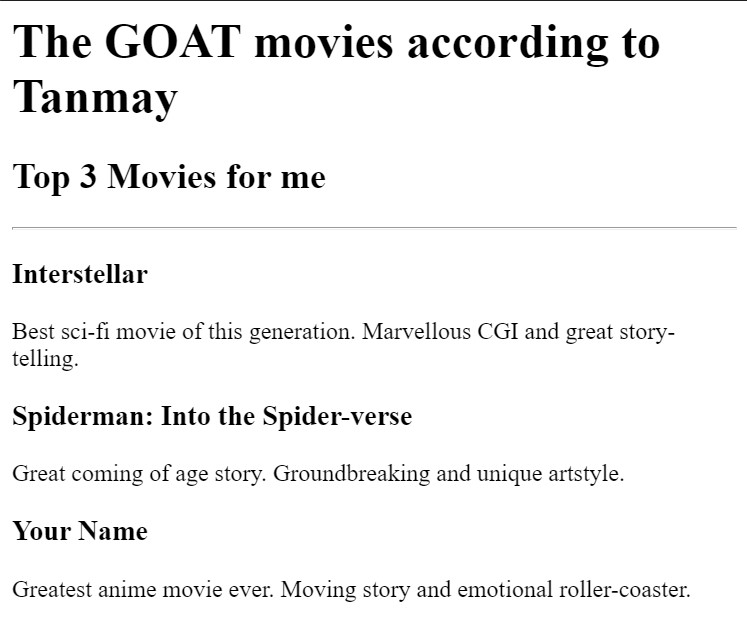 The GOAT movies according to
Tanmay
Top 3 Movies for me
Interstellar
Best sci-fi movie of this generation. Marvellous CGI and great story-
telling.
Spiderman: Into the Spider-verse
Great coming of age story. Groundbreaking and unique artstyle.
Your Name
Greatest anime movie ever. Moving story and emotional roller-coaster.